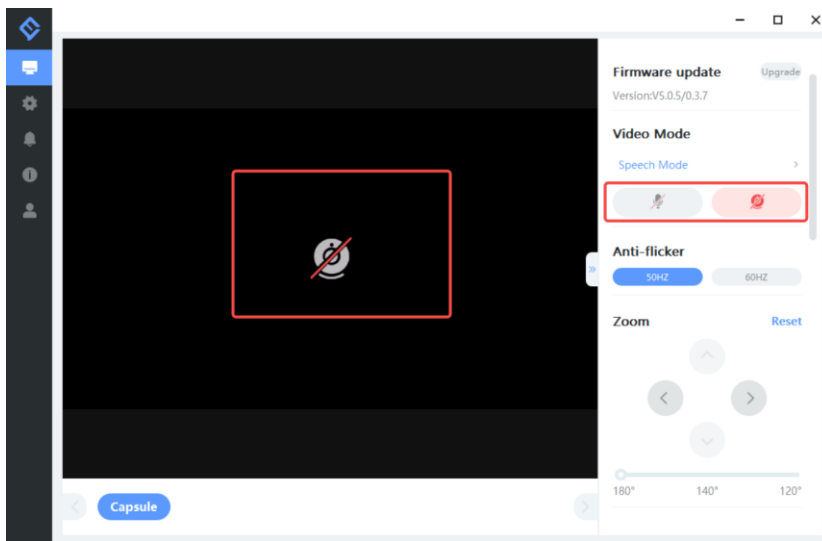 Firmware update
Upgrade
Version:V5.0.5/0.3.7
Video Mode
Speech Mode
Anti-flicker
50HZ
60HZ
Zoom
Reset
180°
140°
120°
Capsule